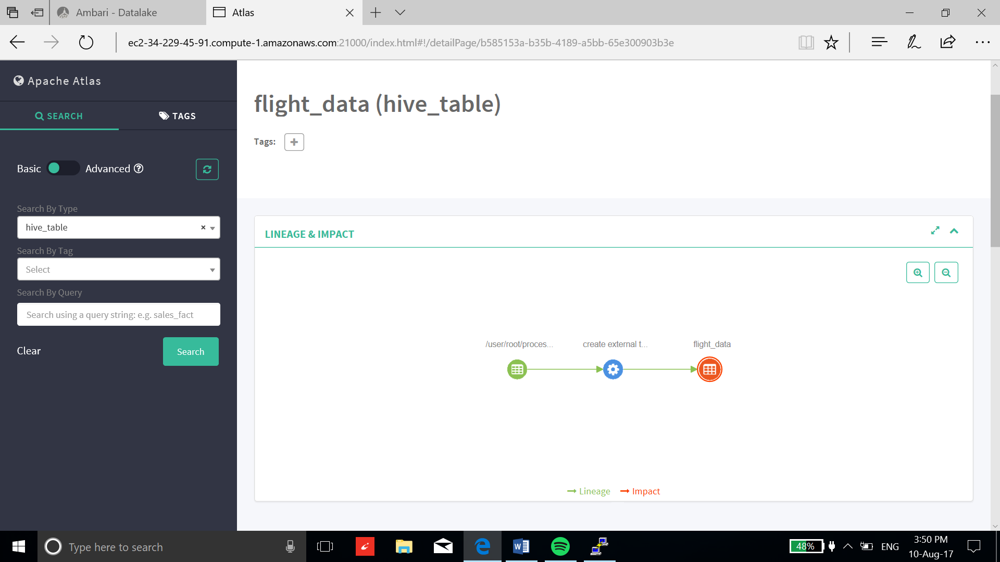 Ambari - Datalake
Atlas
ec2-34-229-45-91.compute-1.amazonaws.com:21000/index.html#!/detailPage/b585153a-b35b-4189-a5bb-65e300903b3e
Apache Atlas
SEARCH
TAGS
Basic
Advanced
Search By Type
hive_table
Search By Tag
Select
Search By Query
Search using a query string: e.g. sales_fact
Clear
Search
flight_data (hive_table)
Tags:
LINEAGE & IMPACT
/user/root/proces...
create external t...
flight_data
Lineage
Impact
Type here to search
48%
ENG
3:50 PM
10-Aug-17